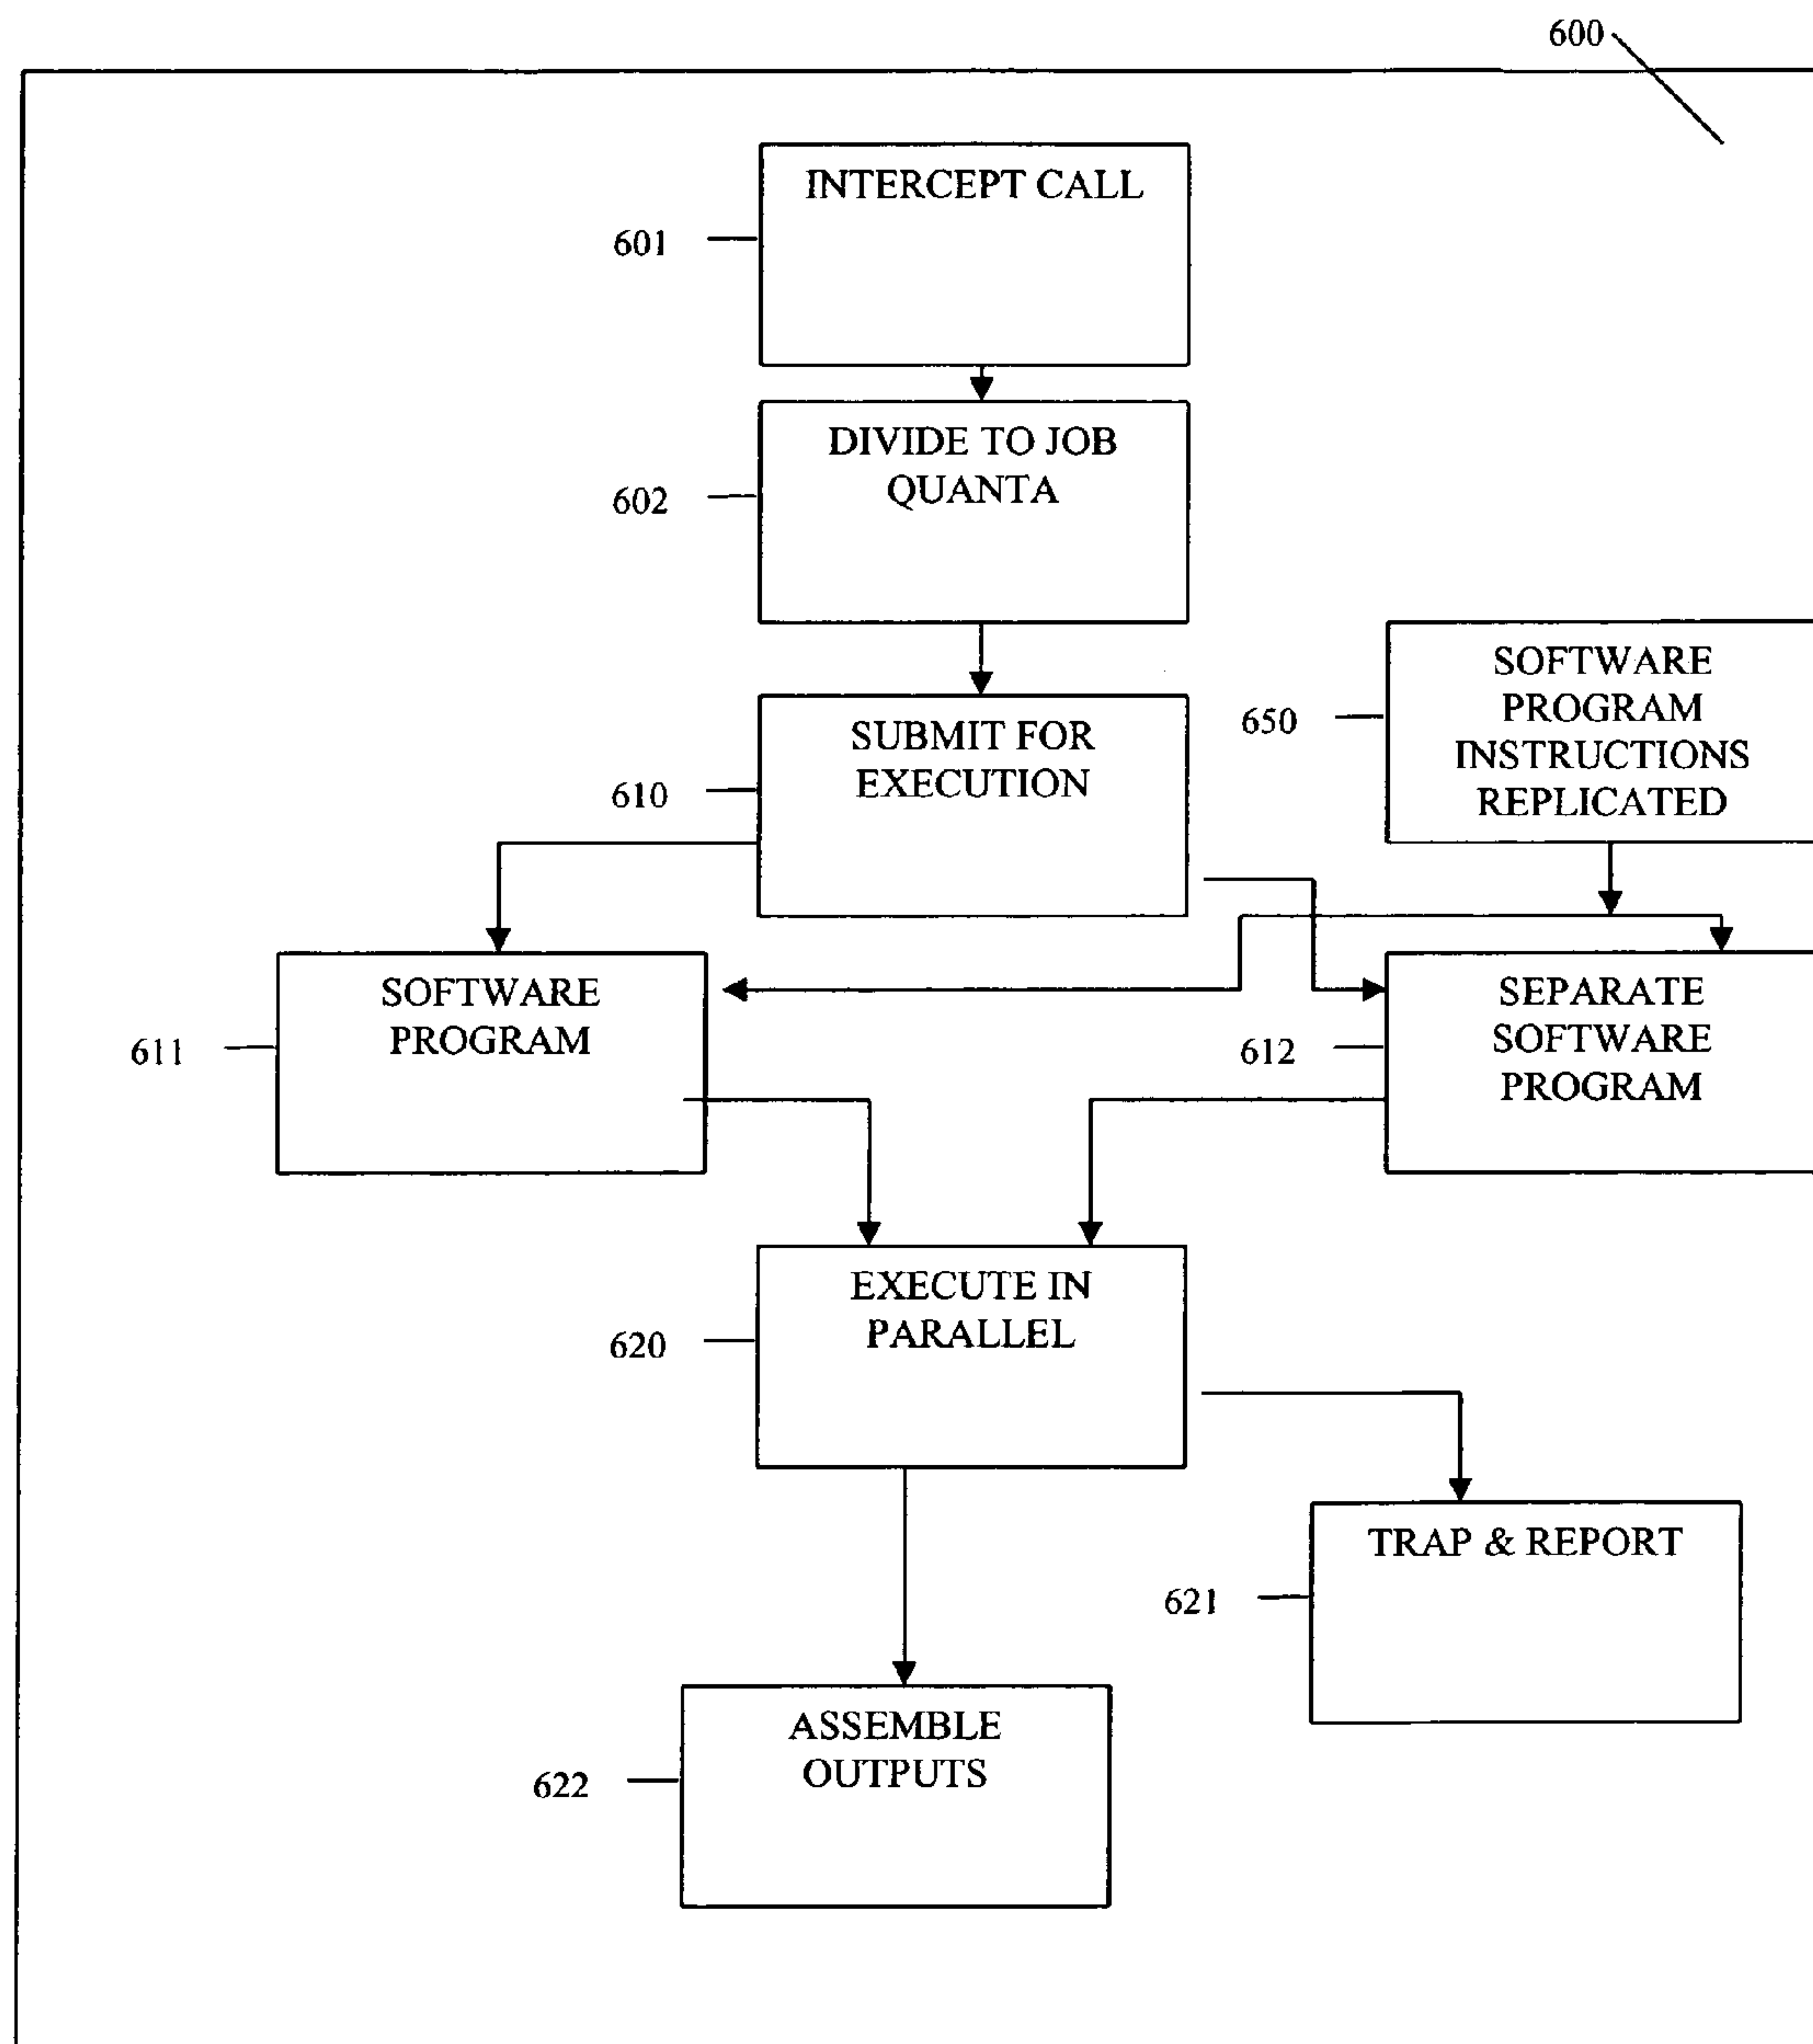 600
INTERCEPT CALL
601
DIVIDE TO JOB
QUANTA
602
SOFTWARE
PROGRAM
INSTRUCTIONS
REPLICATED
650
SUBMIT FOR
EXECUTION
610
SOFTWARE
PROGRAM
611
SEPARATE
SOFTWARE
PROGRAM
612
EXECUTE IN
PARALLEL
620
TRAP & REPORT
621
ASSEMBLE
OUTPUTS
622